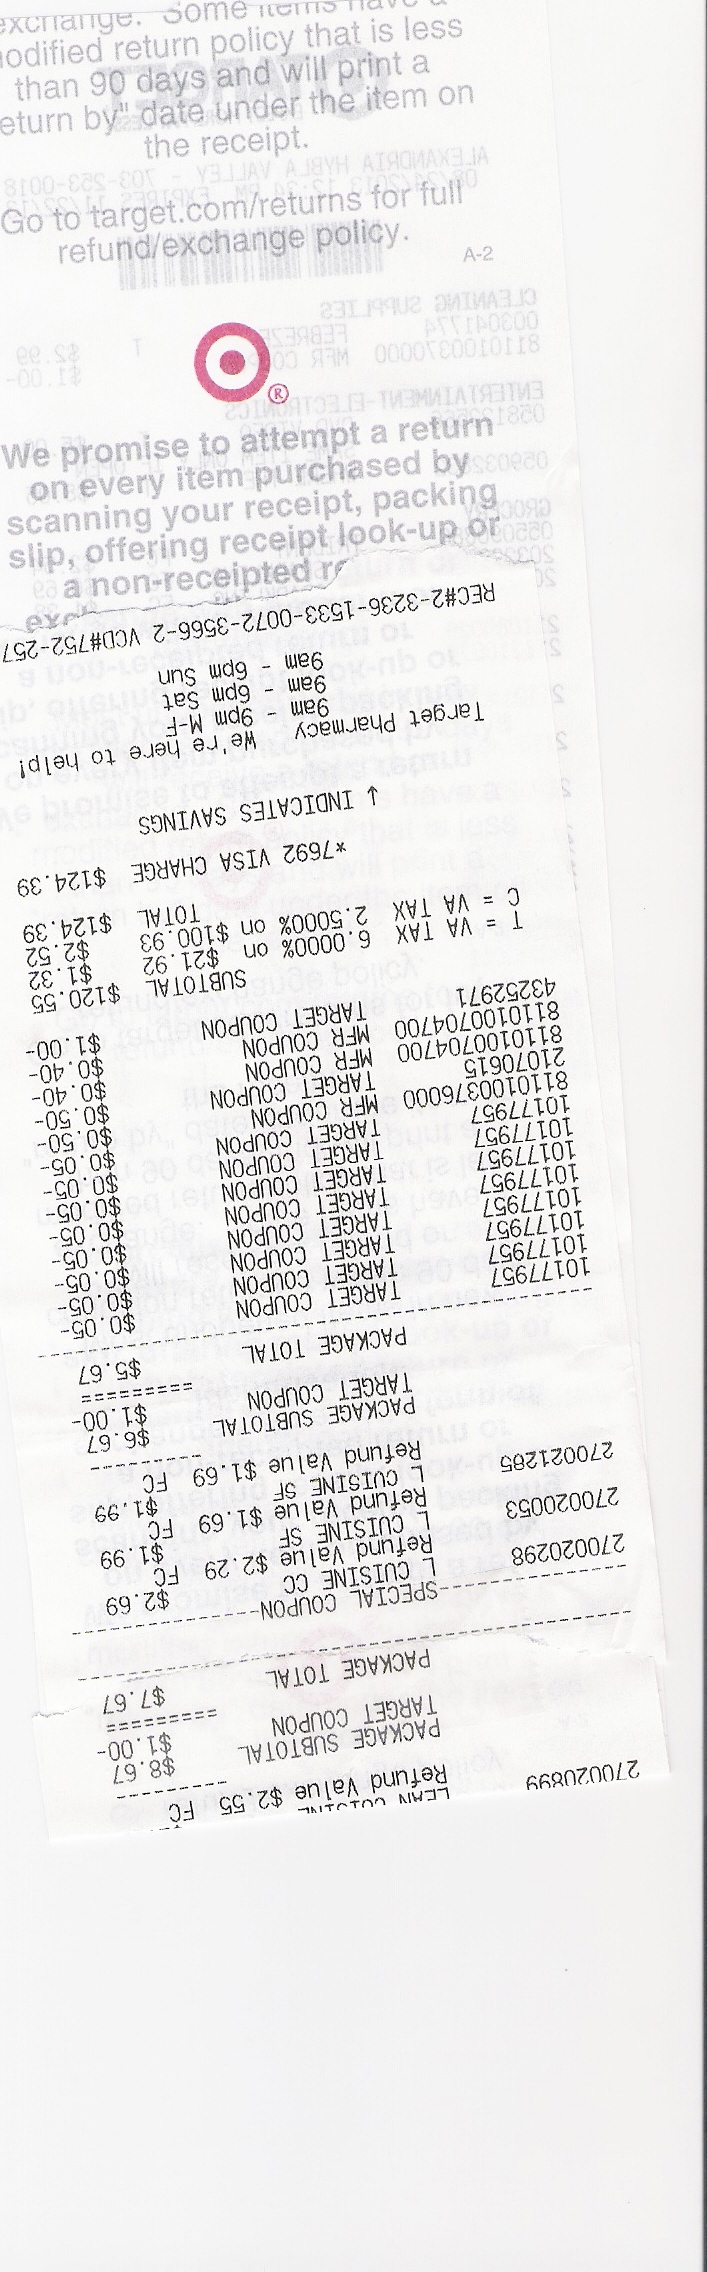 exchange. Some items have a
modified return policy that is less
than 90 days and will print a
"return by" date under the item on
the receipt.
Go to target.com/returns for full
refund/exchange policy.
A-2
®
We promise to attempt a return
on every item purchased by
scanning your receipt, packing
slip, offering receipt look-up or
a non-receipted re
exc
270020899 LEAN CUISINE
Refund Value $2.55 FC
PACKAGE SUBTOTAL $8.67
TARGET COUPON $1.00-
=========
PACKAGE TOTAL $7.67
-SPECIAL COUPON-
270020298 L CUISINE CC $2.69
Refund Value $2.29 FC
270020053 L CUISINE SF $1.99
Refund Value $1.69 FC
270021285 L CUISINE SF $1.99
Refund Value $1.69 FC
PACKAGE SUBTOTAL $6.67
TARGET COUPON $1.00-
=========
PACKAGE TOTAL $5.67
10177957 TARGET COUPON $0.05-
10177957 TARGET COUPON $0.05-
10177957 TARGET COUPON $0.05-
10177957 TARGET COUPON $0.05-
10177957 TARGET COUPON $0.05-
10177957 TARGET COUPON $0.05-
10177957 TARGET COUPON $0.05-
10177957 TARGET COUPON $0.05-
8110100376000 MFR COUPON $0.50-
21070615 TARGET COUPON $0.50-
8110100704700 MFR COUPON $0.40-
8110100704700 MFR COUPON $0.40-
43252971 TARGET COUPON $1.00-
SUBTOTAL $120.55
T = VA TAX 6.0000% on $21.92 $1.32
C = VA TAX 2.5000% on $100.93 $2.52
TOTAL $124.39
*7692 VISA CHARGE $124.39
↓ INDICATES SAVINGS
Target Pharmacy We're here to help!
9am - 9pm M-F
9am - 6pm Sat
9am - 6pm Sun
REC#2-3236-1533-0072-3566-2 VCD#752-257